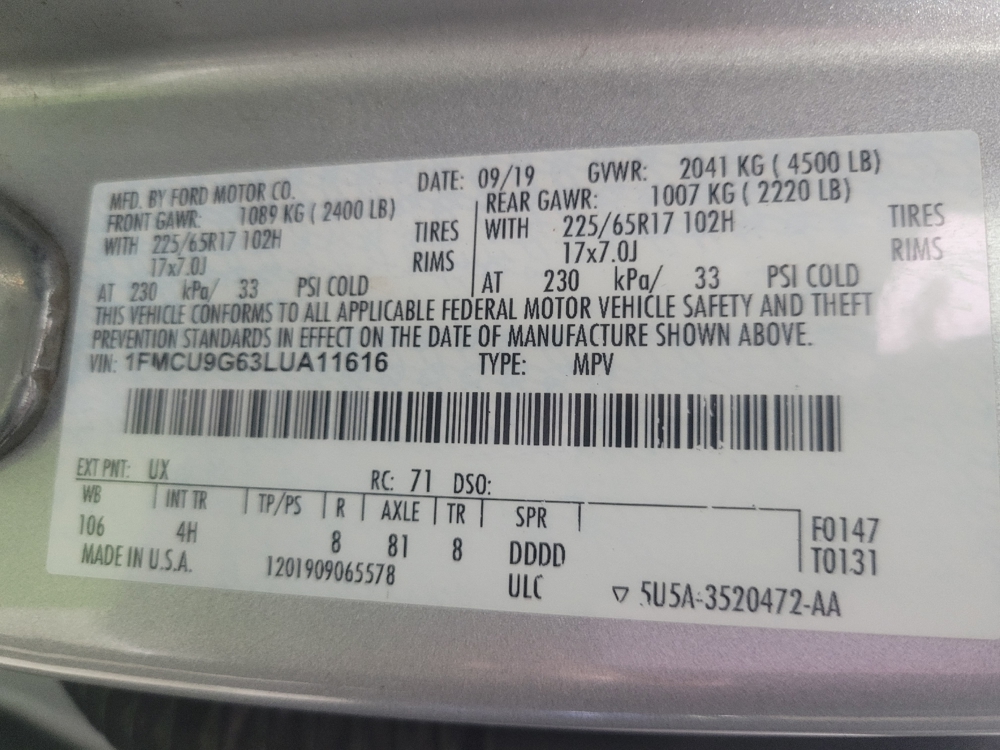 MFD. BY FORD MOTOR CO. DATE: 09/19 GVWR: 2041 KG ( 4500 LB)
FRONT GAWR: 1089 KG ( 2400 LB) REAR GAWR: 1007 KG ( 2220 LB)
WITH 225/65R17 102H TIRES WITH 225/65R17 102H TIRES
17x7.0J RIMS 17x7.0J RIMS
AT 230 kPa/ 33 PSI COLD AT 230 kPa/ 33 PSI COLD
THIS VEHICLE CONFORMS TO ALL APPLICABLE FEDERAL MOTOR VEHICLE SAFETY AND THEFT
PREVENTION STANDARDS IN EFFECT ON THE DATE OF MANUFACTURE SHOWN ABOVE.
VIN: 1FMCU9G63LUA11616 TYPE: MPV
EXT PNT: UX RC: 71 DSO:
WB INT TR TP/PS R AXLE TR SPR
106 4H 8 81 8 DDDD F0147
MADE IN U.S.A. 1201909065578 ULC T0131
▽ 5U5A-3520472-AA